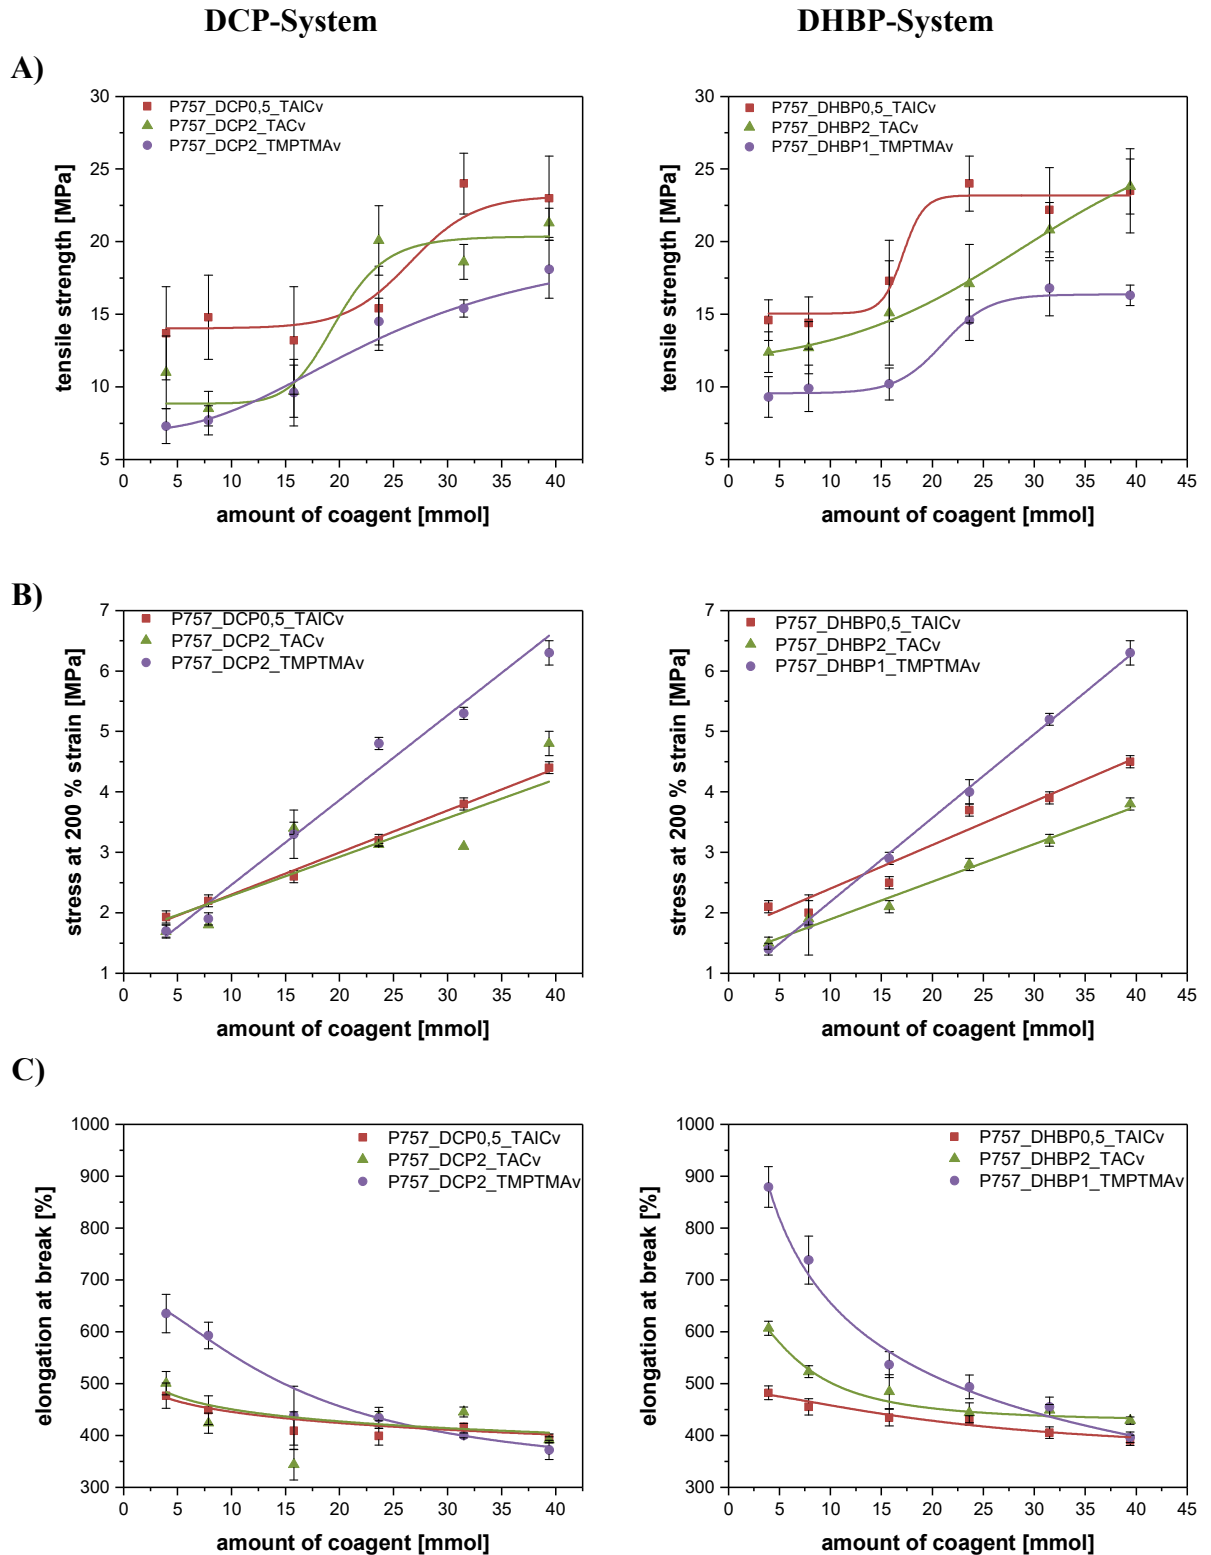 DCP-System
DHBP-System
A)
30
25
20
15
10
5
0 5 10 15 20 25 30 35 40
tensile strength [MPa]
amount of coagent [mmol]
P757_DCP0,5_TAICv
P757_DCP2_TACv
P757_DCP2_TMPTMAv
30
25
20
15
10
5
0 5 10 15 20 25 30 35 40 45
tensile strength [MPa]
amount of coagent [mmol]
P757_DHBP0,5_TAICv
P757_DHBP2_TACv
P757_DHBP1_TMPTMAv
B)
7
6
5
4
3
2
1
0 5 10 15 20 25 30 35 40
stress at 200 % strain [MPa]
amount of coagent [mmol]
P757_DCP0,5_TAICv
P757_DCP2_TACv
P757_DCP2_TMPTMAv
7
6
5
4
3
2
1
0 5 10 15 20 25 30 35 40 45
stress at 200 % strain [MPa]
amount of coagent [mmol]
P757_DHBP0,5_TAICv
P757_DHBP2_TACv
P757_DHBP1_TMPTMAv
C)
1000
900
800
700
600
500
400
300
0 5 10 15 20 25 30 35 40
elongation at break [%]
amount of coagent [mmol]
P757_DCP0,5_TAICv
P757_DCP2_TACv
P757_DCP2_TMPTMAv
1000
900
800
700
600
500
400
300
0 5 10 15 20 25 30 35 40 45
elongation at break [%]
amount of coagent [mmol]
P757_DHBP0,5_TAICv
P757_DHBP2_TACv
P757_DHBP1_TMPTMAv